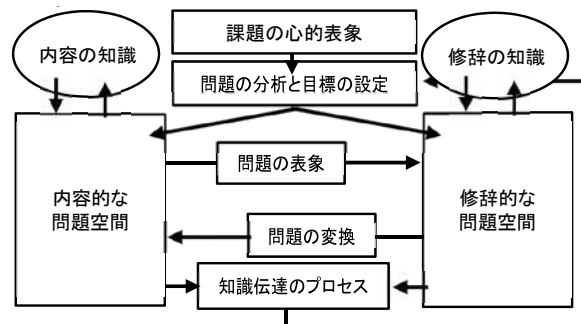 課題の心的表象
内容の知識
修辞の知識
問題の分析と目標の設定
内容的な
問題空間
問題の表象
修辞的な
問題空間
問題の変換
知識伝達のプロセス